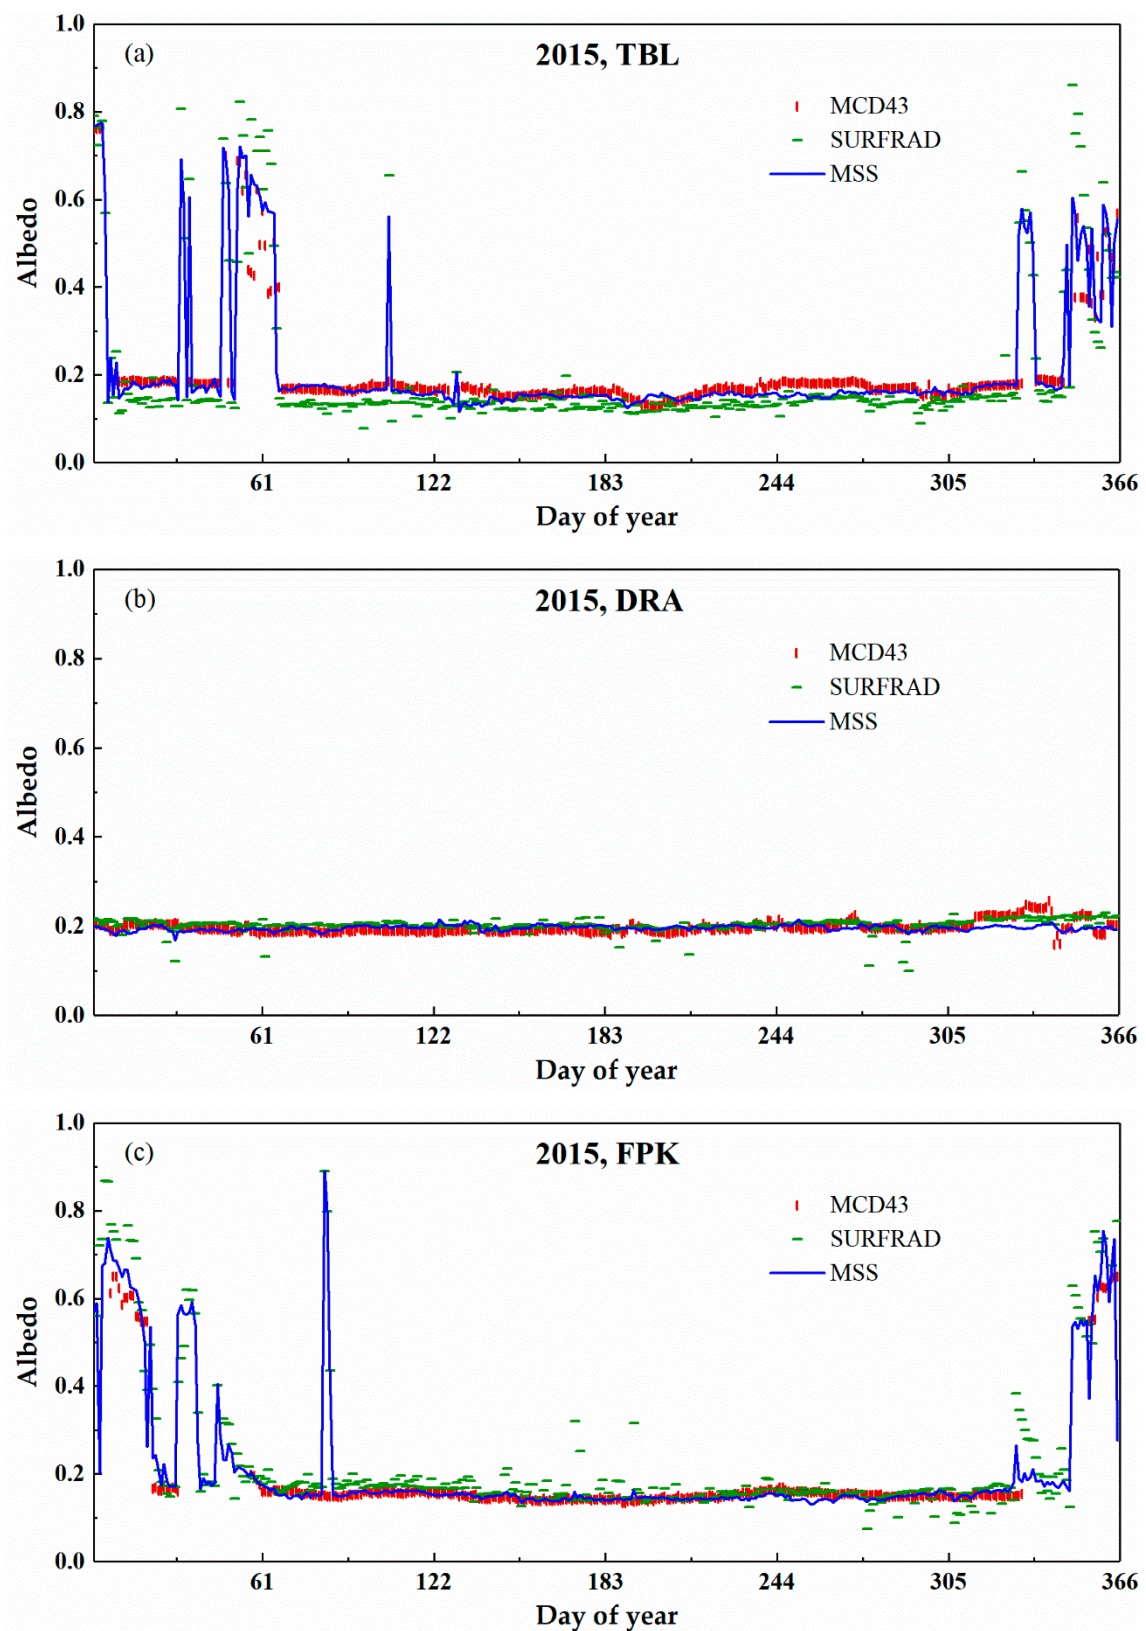 (a)
2015, TBL
MCD43
SURFRAD
MSS
Albedo
1.0
0.8
0.6
0.4
0.2
0.0
61 122 183 244 305 366
Day of year
(b)
2015, DRA
MCD43
SURFRAD
MSS
Albedo
1.0
0.8
0.6
0.4
0.2
0.0
61 122 183 244 305 366
Day of year
(c)
2015, FPK
MCD43
SURFRAD
MSS
Albedo
1.0
0.8
0.6
0.4
0.2
0.0
61 122 183 244 305 366
Day of year